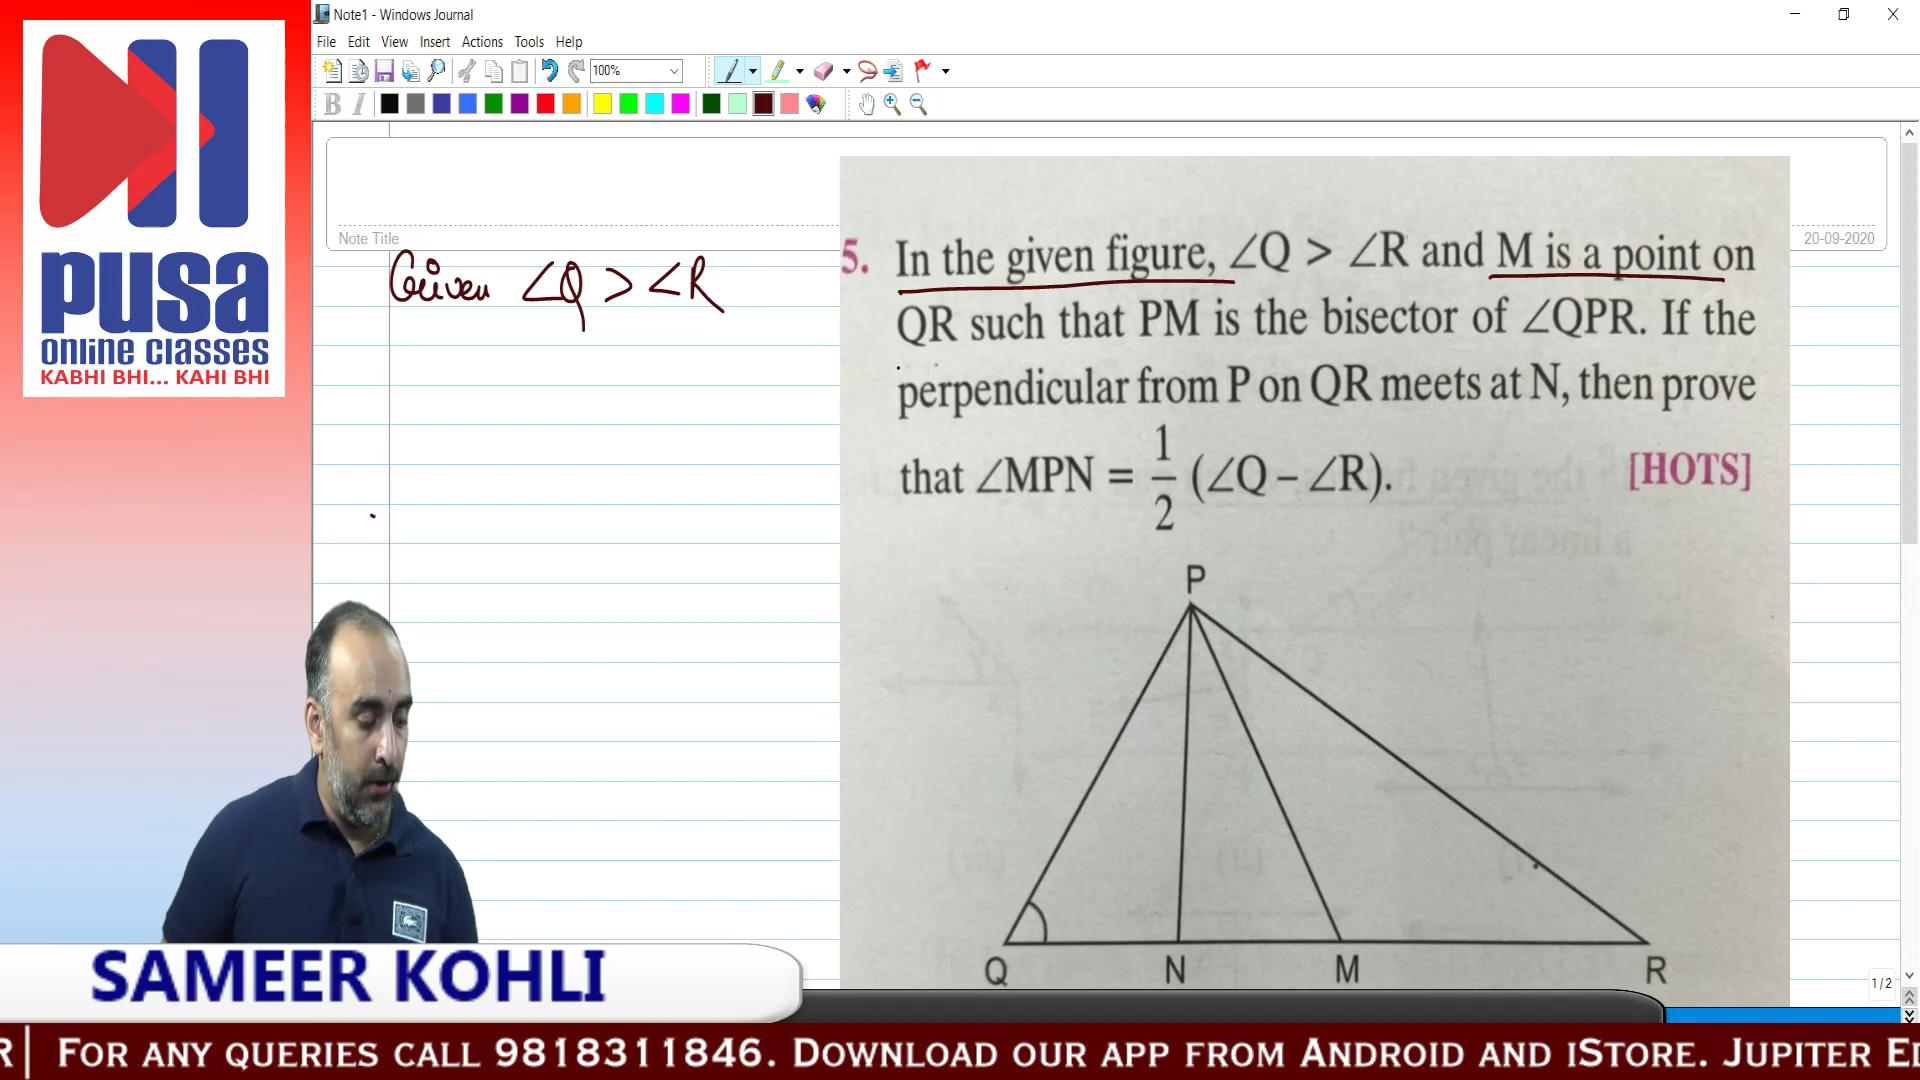 Note1 - Windows Journal
File Edit View Insert Actions Tools Help
100%
B I
Note Title
20-09-2020
PUSA
ONLINE CLASSES
KABHI BHI... KAHI BHI
Given ∠Q > ∠R
5. In the given figure, ∠Q > ∠R and M is a point on
QR such that PM is the bisector of ∠QPR. If the
perpendicular from P on QR meets at N, then prove
that ∠MPN = 1/2 (∠Q – ∠R). [HOTS]
P
Q N M R
1 / 2
SAMEER KOHLI
R | FOR ANY QUERIES CALL 9818311846. DOWNLOAD OUR APP FROM ANDROID AND ISTORE. JUPITER